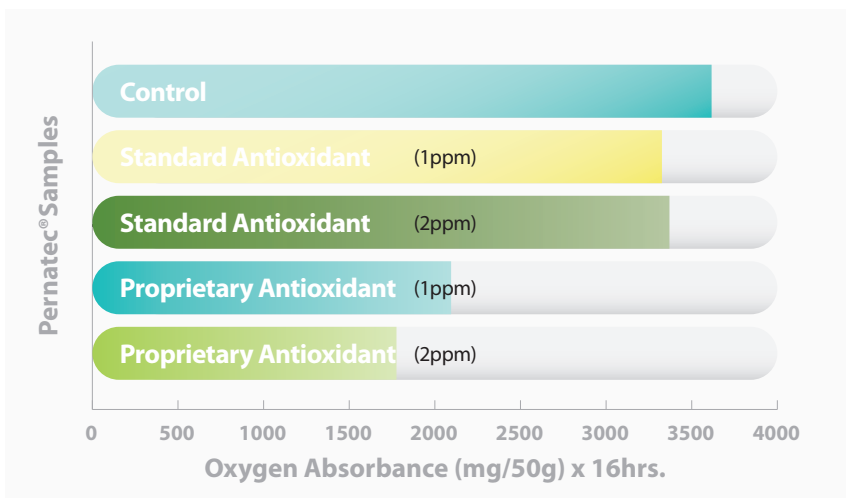 Pernatec® Samples
Control
Standard Antioxidant (1ppm)
Standard Antioxidant (2ppm)
Proprietary Antioxidant (1ppm)
Proprietary Antioxidant (2ppm)
0 500 1000 1500 2000 2500 3000 3500 4000
Oxygen Absorbance (mg/50g) x 16hrs.